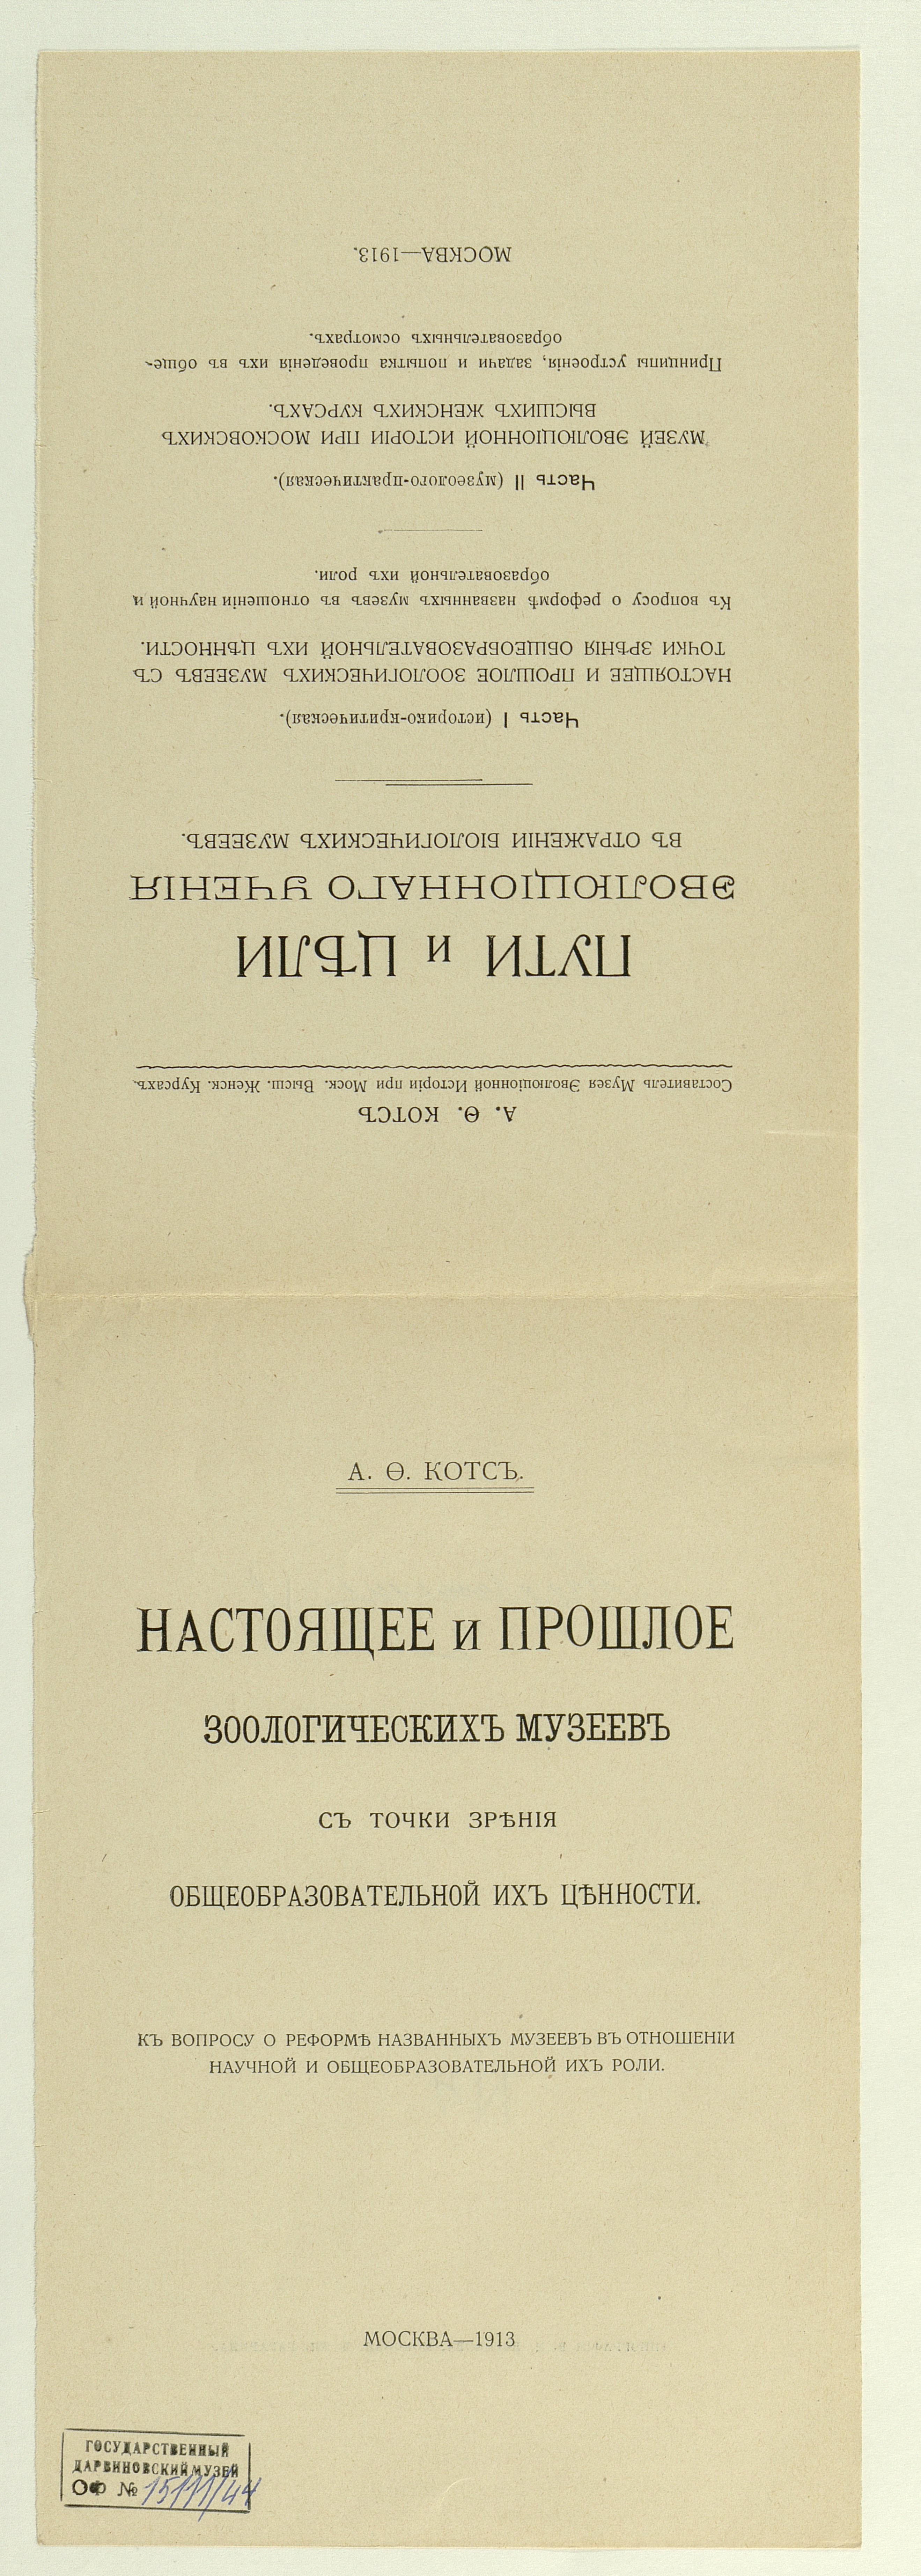 А. Ѳ. КОТСЪ
Составитель Музея Эволюціонной Исторіи при Моск. Высш. Женск. Курсахъ.
ПУТИ и ЦѢЛИ
ЭВОЛЮЦІОННАГО УЧЕНІЯ
ВЪ ОТРАЖЕНІИ БІОЛОГИЧЕСКИХЪ МУЗЕЕВЪ.
Часть I (историко-критическая).
НАСТОЯЩЕЕ И ПРОШЛОЕ ЗООЛОГИЧЕСКИХЪ МУЗЕЕВЪ СЪ
ТОЧКИ ЗРѢНІЯ ОБЩЕОБРАЗОВАТЕЛЬНОЙ ИХЪ ЦѢННОСТИ.
Къ вопросу о реформѣ названныхъ музеевъ въ отношеніи научной и
образовательной ихъ роли.
Часть II (музеолого-практическая).
МУЗЕЙ ЭВОЛЮЦІОННОЙ ИСТОРІИ ПРИ МОСКОВСКИХЪ
ВЫСШИХЪ ЖЕНСКИХЪ КУРСАХЪ.
Принципы устроенія, задачи и попытка проведенія ихъ въ обще-
образовательныхъ осмотрахъ.
МОСКВА—1913.
А. Ѳ. КОТСЪ.
НАСТОЯЩЕЕ и ПРОШЛОЕ
ЗООЛОГИЧЕСКИХЪ МУЗЕЕВЪ
СЪ ТОЧКИ ЗРѢНІЯ
ОБЩЕОБРАЗОВАТЕЛЬНОЙ ИХЪ ЦѢННОСТИ.
КЪ ВОПРОСУ О РЕФОРМѢ НАЗВАННЫХЪ МУЗЕЕВЪ ВЪ ОТНОШЕНІИ
НАУЧНОЙ И ОБЩЕОБРАЗОВАТЕЛЬНОЙ ИХЪ РОЛИ.
МОСКВА—1913
ГОСУДАРСТВЕННЫЙ
ДАРВИНОВСКИЙ МУЗЕЙ
ОФ № 15111/44